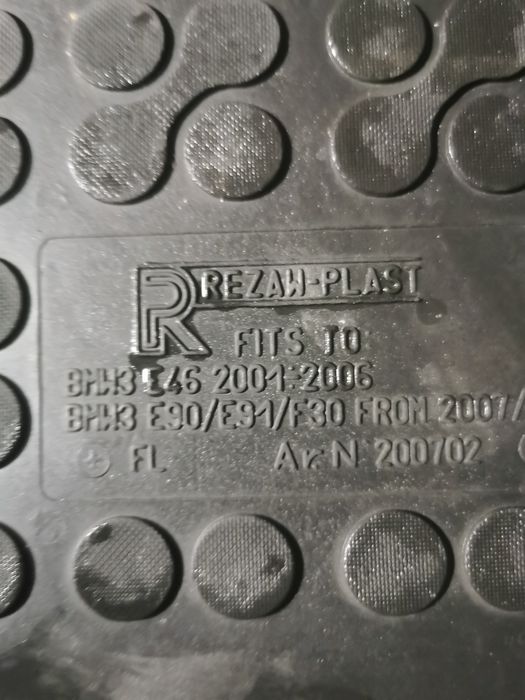 R REZAW-PLAST
FITS TO
BMW3 E46 2001-2006
BMW3 E90/E91/F30 FROM 2007/
FL Ar N 200702